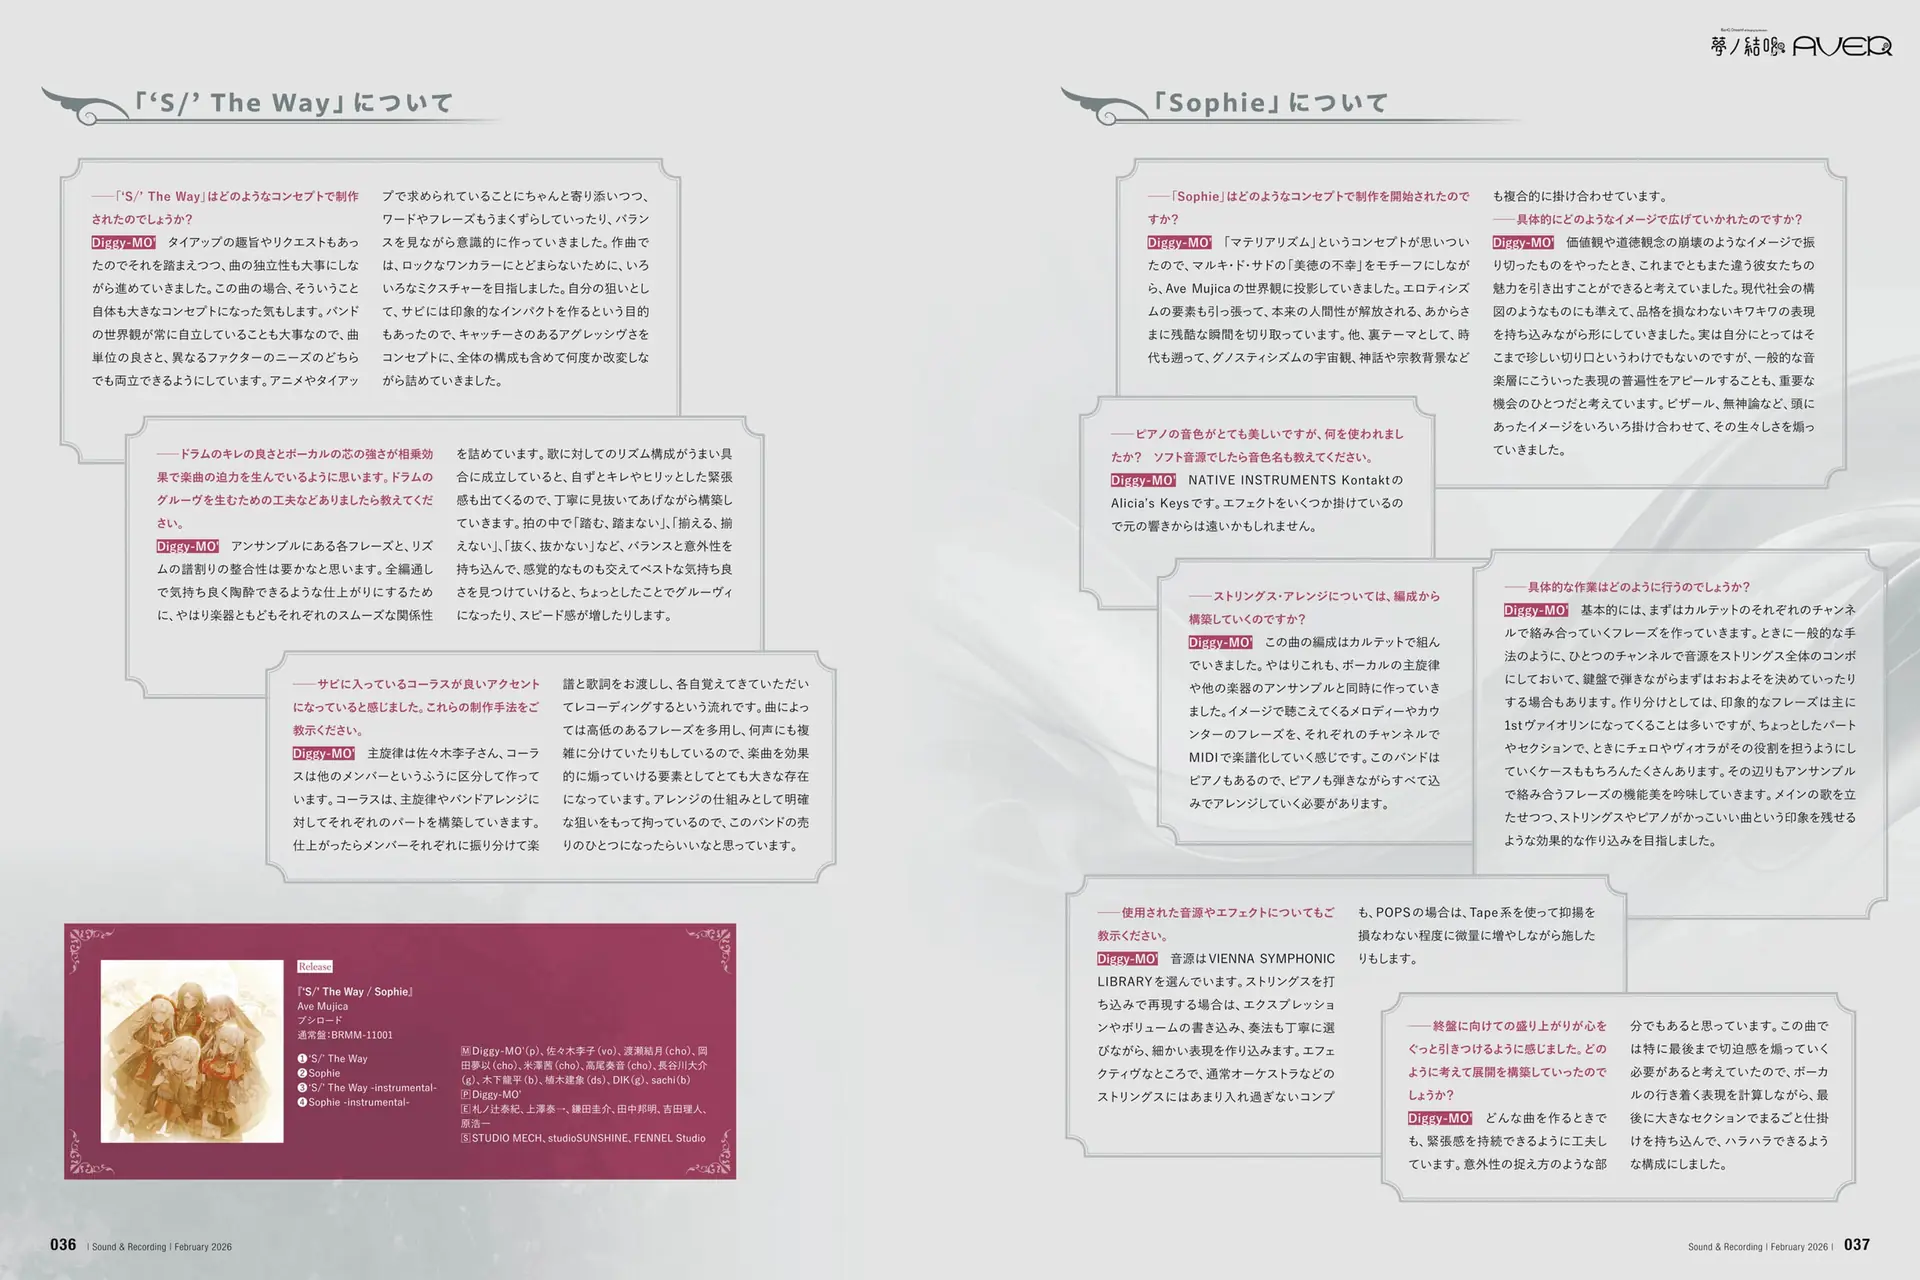 夢ノ結唱 AVER
「‘S/’ The Way」について
──「‘S/’ The Way」はどのようなコンセプトで制作
されたのでしょうか？
Diggy-MO'　タイアップの趣旨やリクエストもあっ
たのでそれを踏まえつつ、曲の独立性も大事にしな
がら進めていきました。この曲の場合、そういうこと
自体も大きなコンセプトになった気もします。バンド
の世界観が常に自立していることも大事なので、曲
単位の良さと、異なるファクターのニーズのどちら
でも両立できるようにしています。アニメやタイアッ
プで求められていることにちゃんと寄り添いつつ、
ワードやフレーズもうまくずらしていったり、バラン
スを見ながら意識的に作っていきました。作曲で
は、ロックなワンカラーにとどまらないために、いろ
いろなミクスチャーを目指しました。自分の狙いとし
て、サビには印象的なインパクトを作るという目的
もあったので、キャッチーさのあるアグレッシヴさを
コンセプトに、全体の構成も含めて何度か改変しな
がら詰めていきました。
──ドラムのキレの良さとボーカルの芯の強さが相乗効
果で楽曲の迫力を生んでいるように思います。ドラムの
グルーヴを生むための工夫などありましたら教えてくだ
さい。
Diggy-MO'　アンサンブルにある各フレーズと、リズ
ムの譜割りの整合性は要かなと思います。全編通し
で気持ち良く陶酔できるような仕上がりにするため
に、やはり楽器ともどもそれぞれのスムーズな関係性
を詰めています。歌に対してのリズム構成がうまい具
合に成立していると、自ずとキレやヒリッとした緊張
感も出てくるので、丁寧に見抜いてあげながら構築し
ていきます。拍の中で「踏む、踏まない」、「揃える、揃
えない」、「抜く、抜かない」など、バランスと意外性を
持ち込んで、感覚的なものも交えてベストな気持ち良
さを見つけていけると、ちょっとしたことでグルーヴィ
になったり、スピード感が増したりします。
──サビに入っているコーラスが良いアクセント
になっていると感じました。これらの制作手法をご
教示ください。
Diggy-MO'　主旋律は佐々木李子さん、コーラ
スは他のメンバーというふうに区分して作って
います。コーラスは、主旋律やバンドアレンジに
対してそれぞれのパートを構築していきます。
仕上がったらメンバーそれぞれに振り分けて楽
譜と歌詞をお渡しし、各自覚えてきていただい
てレコーディングするという流れです。曲によっ
ては高低のあるフレーズを多用し、何声にも複
雑に分けていたりもしているので、楽曲を効果
的に煽っていける要素としてとても大きな存在
になっています。アレンジの仕組みとして明確
な狙いをもって拘っているので、このバンドの売
りのひとつになったらいいなと思っています。
Release
『‘S/’ The Way / Sophie』
Ave Mujica
ブシロード
通常盤：BRMM-11001
❶‘S/’ The Way
❷Sophie
❸‘S/’ The Way -instrumental-
❹Sophie -instrumental-
🄼Diggy-MO'（p）、佐々木李子（vo）、渡瀬結月（cho）、岡
田夢以（cho）、米澤茜（cho）、高尾奏音（cho）、長谷川大介
（g）、木下龍平（b）、植木建象（ds）、DIK（g）、sachi（b）
🄿Diggy-MO'
🄴札ノ辻泰紀、上澤泰一、鎌田圭介、田中邦明、吉田理人、
原浩一
🅂STUDIO MECH、studioSUNSHINE、FENNEL Studio
036 | Sound & Recording | February 2026
「Sophie」について
──「Sophie」はどのようなコンセプトで制作を開始されたので
すか？
Diggy-MO'　「マテリアリズム」というコンセプトが思いつい
たので、マルキ・ド・サドの「美徳の不幸」をモチーフにしなが
ら、Ave Mujicaの世界観に投影していきました。エロティシズ
ムの要素も引っ張って、本来の人間性が解放される、あからさ
まに残酷な瞬間を切り取っています。他、裏テーマとして、時
代も遡って、グノスティシズムの宇宙観、神話や宗教背景など
も複合的に掛け合わせています。
──具体的にどのようなイメージで広げていかれたのですか？
Diggy-MO'　価値観や道徳観念の崩壊のようなイメージで振
り切ったものをやったとき、これまでともまた違う彼女たちの
魅力を引き出すことができると考えていました。現代社会の構
図のようなものにも準えて、品格を損なわないキワキワの表現
を持ち込みながら形にしていきました。実は自分にとってはそ
こまで珍しい切り口というわけでもないのですが、一般的な音
楽層にこういった表現の普遍性をアピールすることも、重要な
機会のひとつだと考えています。ビザール、無神論など、頭に
あったイメージをいろいろ掛け合わせて、その生々しさを煽っ
ていきました。
──ピアノの音色がとても美しいですが、何を使われまし
たか？　ソフト音源でしたら音色名も教えてください。
Diggy-MO'　NATIVE INSTRUMENTS Kontaktの
Alicia's Keysです。エフェクトをいくつか掛けているの
で元の響きからは遠いかもしれません。
──ストリングス・アレンジについては、編成から
構築していくのですか？
Diggy-MO'　この曲の編成はカルテットで組ん
でいきました。やはりこれも、ボーカルの主旋律
や他の楽器のアンサンブルと同時に作っていき
ました。イメージで聴こえてくるメロディーやカウ
ンターのフレーズを、それぞれのチャンネルで
MIDIで楽譜化していく感じです。このバンドは
ピアノもあるので、ピアノも弾きながらすべて込
みでアレンジしていく必要があります。
──具体的な作業はどのように行うのでしょうか？
Diggy-MO'　基本的には、まずはカルテットのそれぞれのチャンネ
ルで絡み合っていくフレーズを作っていきます。ときに一般的な手
法のように、ひとつのチャンネルで音源をストリングス全体のコンボ
にしておいて、鍵盤で弾きながらまずはおおよそを決めていったり
する場合もあります。作り分けとしては、印象的なフレーズは主に
1stヴァイオリンになってくることは多いですが、ちょっとしたパート
やセクションで、ときにチェロやヴィオラがその役割を担うようにし
ていくケースももちろんたくさんあります。その辺りもアンサンブル
で絡み合うフレーズの機能美を吟味していきます。メインの歌を立
たせつつ、ストリングスやピアノがかっこいい曲という印象を残せる
ような効果的な作り込みを目指しました。
──使用された音源やエフェクトについてもご
教示ください。
Diggy-MO'　音源はVIENNA SYMPHONIC
LIBRARYを選んでいます。ストリングスを打
ち込みで再現する場合は、エクスプレッショ
ンやボリュームの書き込み、奏法も丁寧に選
びながら、細かい表現を作り込みます。エフェ
クティヴなところで、通常オーケストラなどの
ストリングスにはあまり入れ過ぎないコンプ
も、POPSの場合は、Tape系を使って抑揚を
損なわない程度に微量に増やしながら施した
りもします。
──終盤に向けての盛り上がりが心を
ぐっと引きつけるように感じました。どの
ように考えて展開を構築していったので
しょうか？
Diggy-MO'　どんな曲を作るときで
も、緊張感を持続できるように工夫し
ています。意外性の捉え方のような部
分でもあると思っています。この曲で
は特に最後まで切迫感を煽っていく
必要があると考えていたので、ボーカ
ルの行き着く表現を計算しながら、最
後に大きなセクションでまるごと仕掛
けを持ち込んで、ハラハラできるよう
な構成にしました。
Sound & Recording | February 2026 | 037